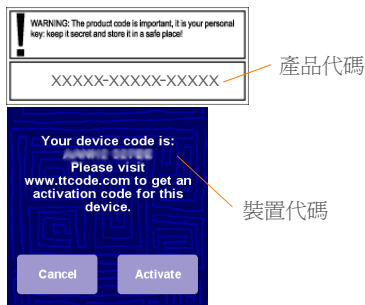 WARNING: The product code is important, it is your personal
key: keep it secret and store it in a safe place!
XXXXX-XXXXX-XXXXX
產品代碼
Your device code is:
Please visit
www.ttcode.com to get an
activation code for this
device.
裝置代碼
Cancel
Activate